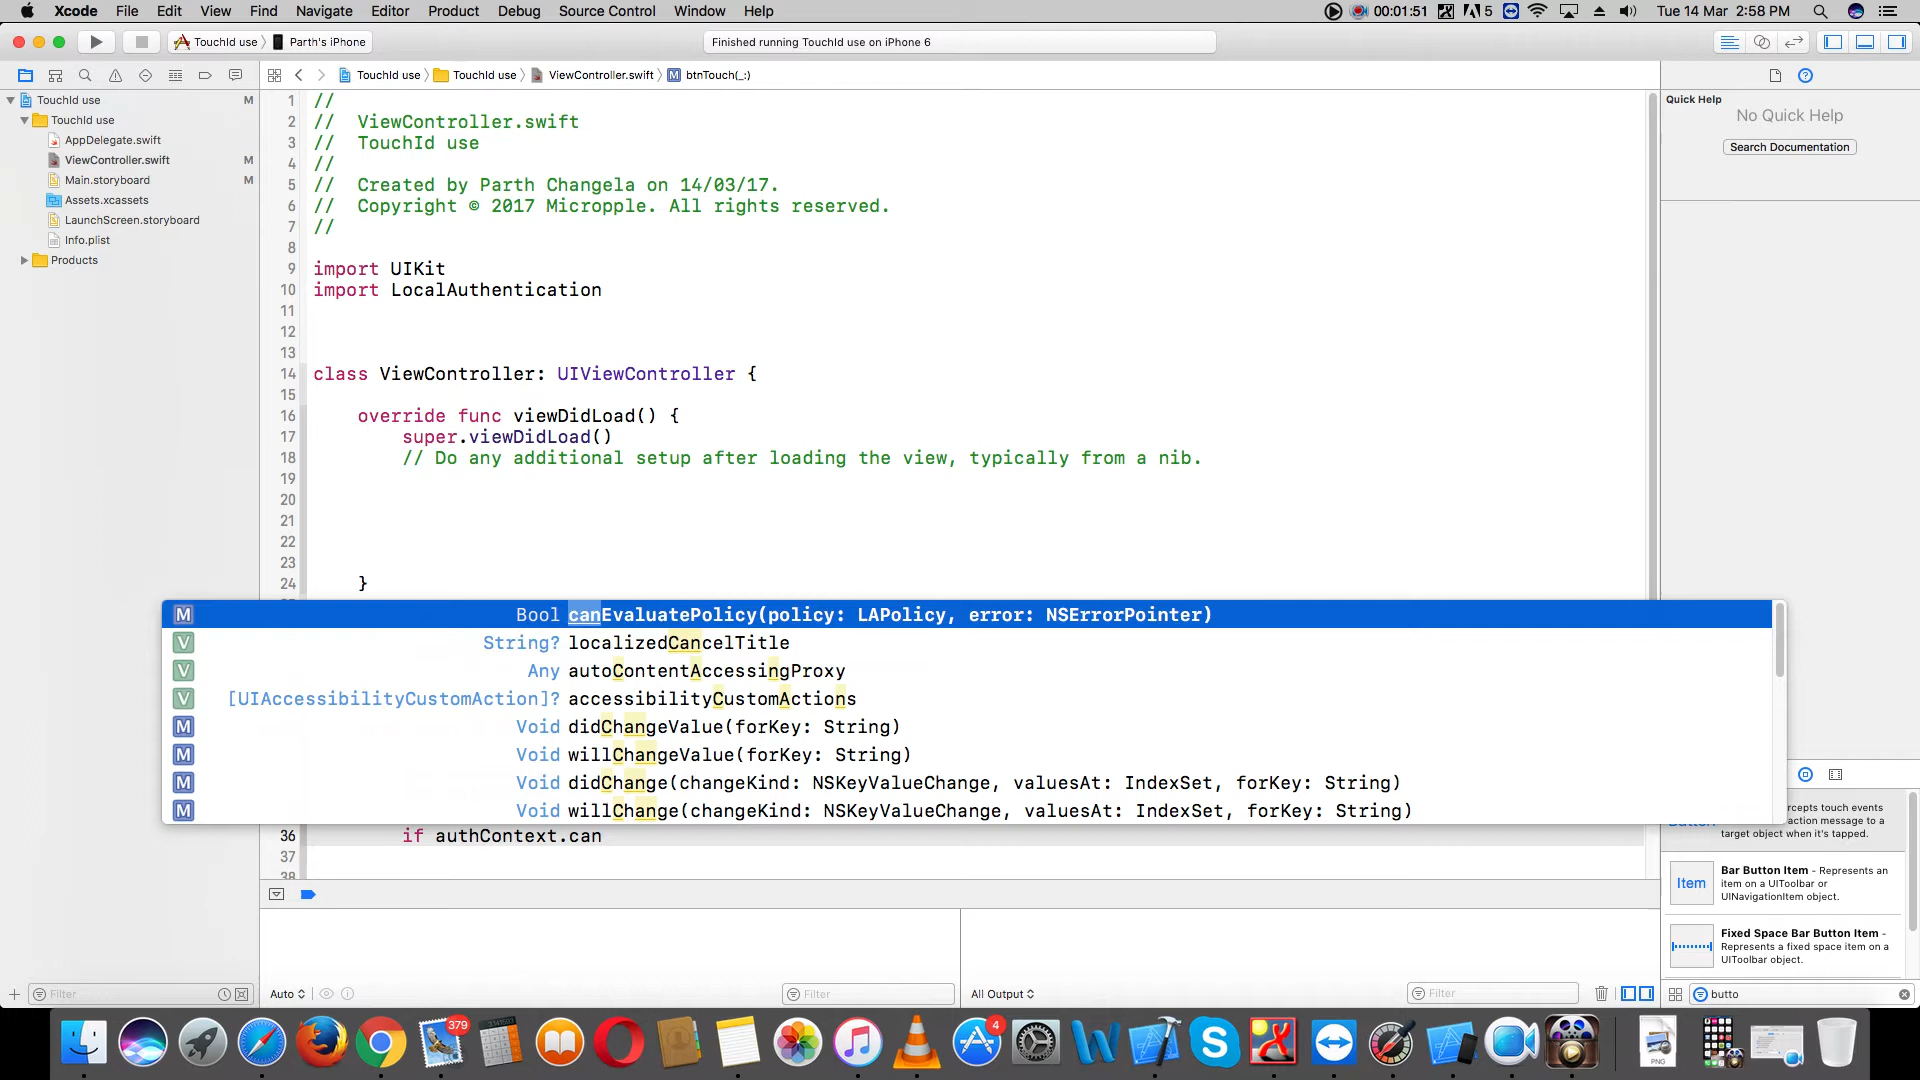 Xcode File Edit View Find Navigate Editor Product Debug Source Control Window Help 00:01:51 5 Tue 14 Mar 2:58 PM
TouchId use Parth's iPhone Finished running TouchId use on iPhone 6
TouchId use TouchId use ViewController.swift btnTouch(_:)
TouchId use M
TouchId use
AppDelegate.swift
ViewController.swift M
Main.storyboard M
Assets.xcassets
LaunchScreen.storyboard
Info.plist
Products
1 //
2 // ViewController.swift
3 // TouchId use
4 //
5 // Created by Parth Changela on 14/03/17.
6 // Copyright © 2017 Micropple. All rights reserved.
7 //
8
9 import UIKit
10 import LocalAuthentication
11
12
13
14 class ViewController: UIViewController {
15
16 override func viewDidLoad() {
17 super.viewDidLoad()
18 // Do any additional setup after loading the view, typically from a nib.
19
20
21
22
23
24 }
M Bool canEvaluatePolicy(policy: LAPolicy, error: NSErrorPointer)
V String? localizedCancelTitle
V Any autoContentAccessingProxy
V [UIAccessibilityCustomAction]? accessibilityCustomActions
M Void didChangeValue(forKey: String)
M Void willChangeValue(forKey: String)
M Void didChange(changeKind: NSKeyValueChange, valuesAt: IndexSet, forKey: String)
M Void willChange(changeKind: NSKeyValueChange, valuesAt: IndexSet, forKey: String)
36 if authContext.can
37
38
Quick Help
No Quick Help
Search Documentation
cepts touch events
action message to a
target object when it's tapped.
Item
Bar Button Item - Represents an
item on a UIToolbar or
UINavigationItem object.
Fixed Space Bar Button Item -
Represents a fixed space item on a
UIToolbar object.
Filter Auto Filter All Output Filter butto
379
4
PNG